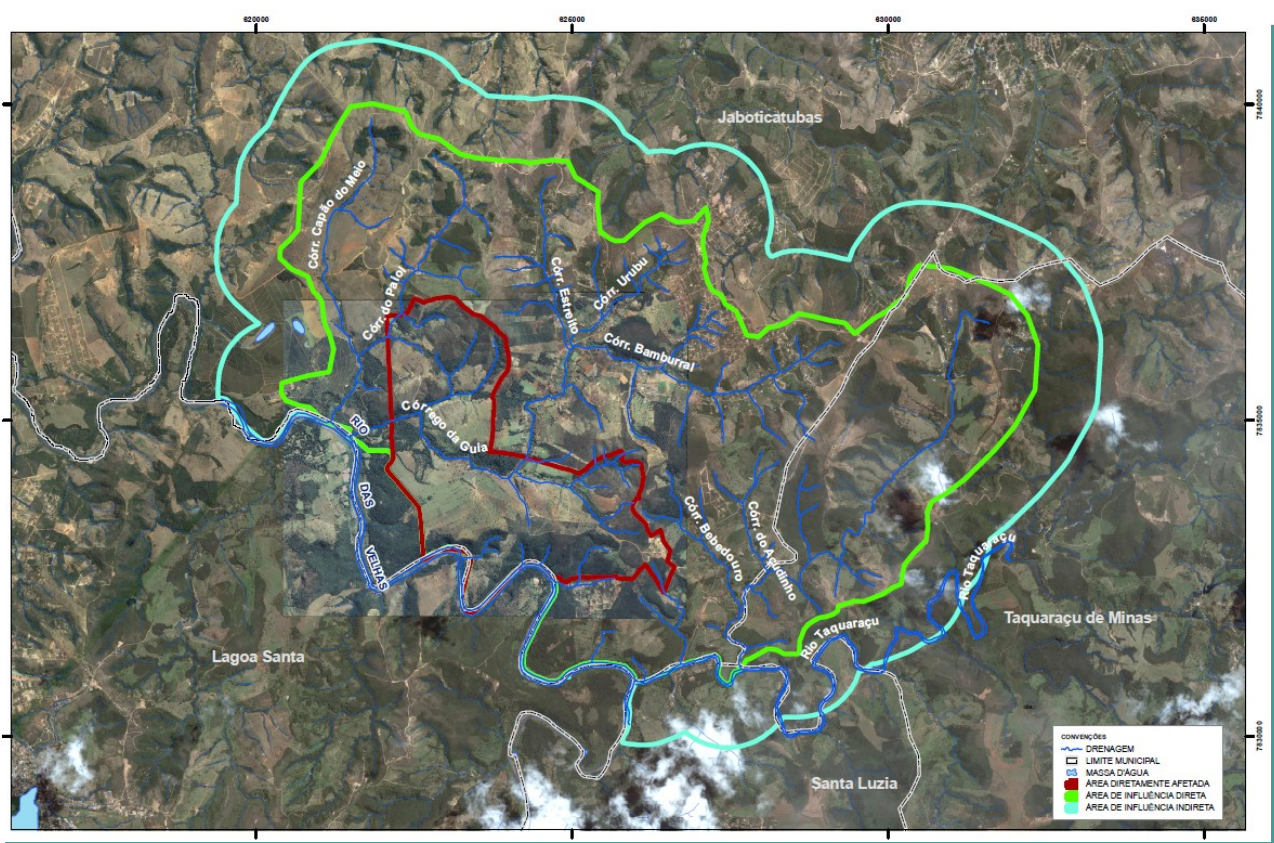 620000
625000
630000
635000
7840000
Jaboticatubas
Córr. Capão do Meio
Córr. do Paiol
Córr. Estreito
Córr. Urubu
Córr. Bamburral
Córrego da Guia
7835000
RIO
DAS
VELHAS
Córr. Bebedouro
Córr. do Açudinho
Rio Taquaraçu
Taquaraçu de Minas
Rio Taquaraçu
Lagoa Santa
Santa Luzia
7830000
CONVENÇÕES
DRENAGEM
LIMITE MUNICIPAL
MASSA D'ÁGUA
ÁREA DIRETAMENTE AFETADA
ÁREA DE INFLUÊNCIA DIRETA
ÁREA DE INFLUÊNCIA INDIRETA